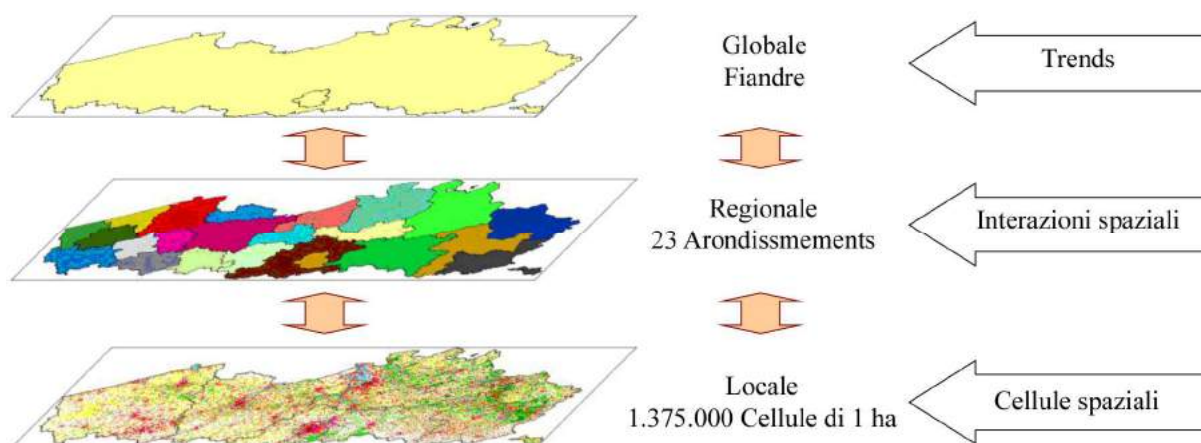 Globale
Fiandre
Trends
Regionale
23 Arondissmements
Interazioni spaziali
Locale
1.375.000 Cellule di 1 ha
Cellule spaziali